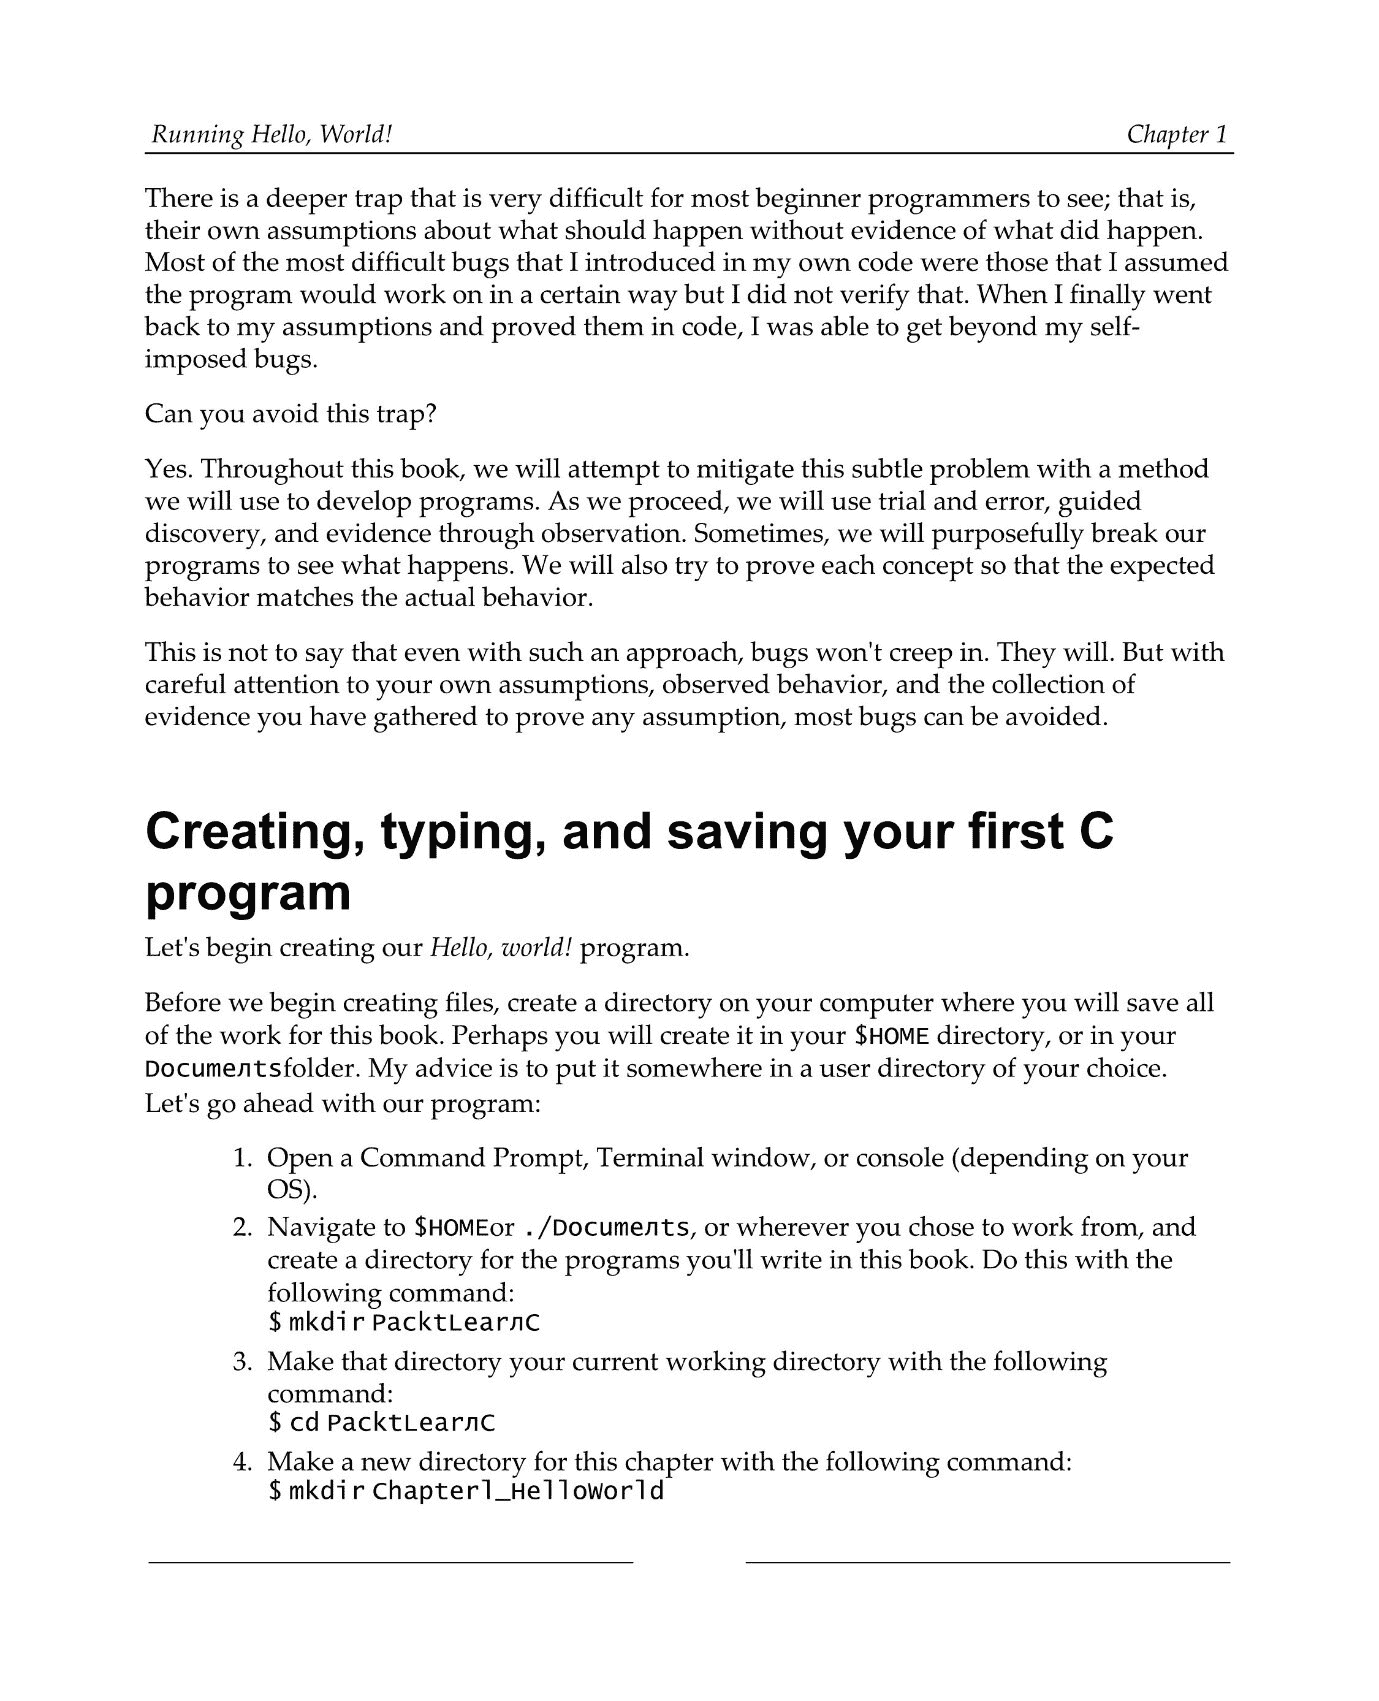 Running Hello, World! Chapter 1
There is a deeper trap that is very difficult for most beginner programmers to see; that is,
their own assumptions about what should happen without evidence of what did happen.
Most of the most difficult bugs that I introduced in my own code were those that I assumed
the program would work on in a certain way but I did not verify that. When I finally went
back to my assumptions and proved them in code, I was able to get beyond my self-
imposed bugs.
Can you avoid this trap?
Yes. Throughout this book, we will attempt to mitigate this subtle problem with a method
we will use to develop programs. As we proceed, we will use trial and error, guided
discovery, and evidence through observation. Sometimes, we will purposefully break our
programs to see what happens. We will also try to prove each concept so that the expected
behavior matches the actual behavior.
This is not to say that even with such an approach, bugs won't creep in. They will. But with
careful attention to your own assumptions, observed behavior, and the collection of
evidence you have gathered to prove any assumption, most bugs can be avoided.
Creating, typing, and saving your first C
program
Let's begin creating our Hello, world! program.
Before we begin creating files, create a directory on your computer where you will save all
of the work for this book. Perhaps you will create it in your $HOME directory, or in your
Documeлtsfolder. My advice is to put it somewhere in a user directory of your choice.
Let's go ahead with our program:
1. Open a Command Prompt, Terminal window, or console (depending on your
OS).
2. Navigate to $HOMEor ./Documeлts, or wherever you chose to work from, and
create a directory for the programs you'll write in this book. Do this with the
following command:
$ mkdir PacktLearлC
3. Make that directory your current working directory with the following
command:
$ cd PacktLearлC
4. Make a new directory for this chapter with the following command:
$ mkdir Chapterl_HelloWorld